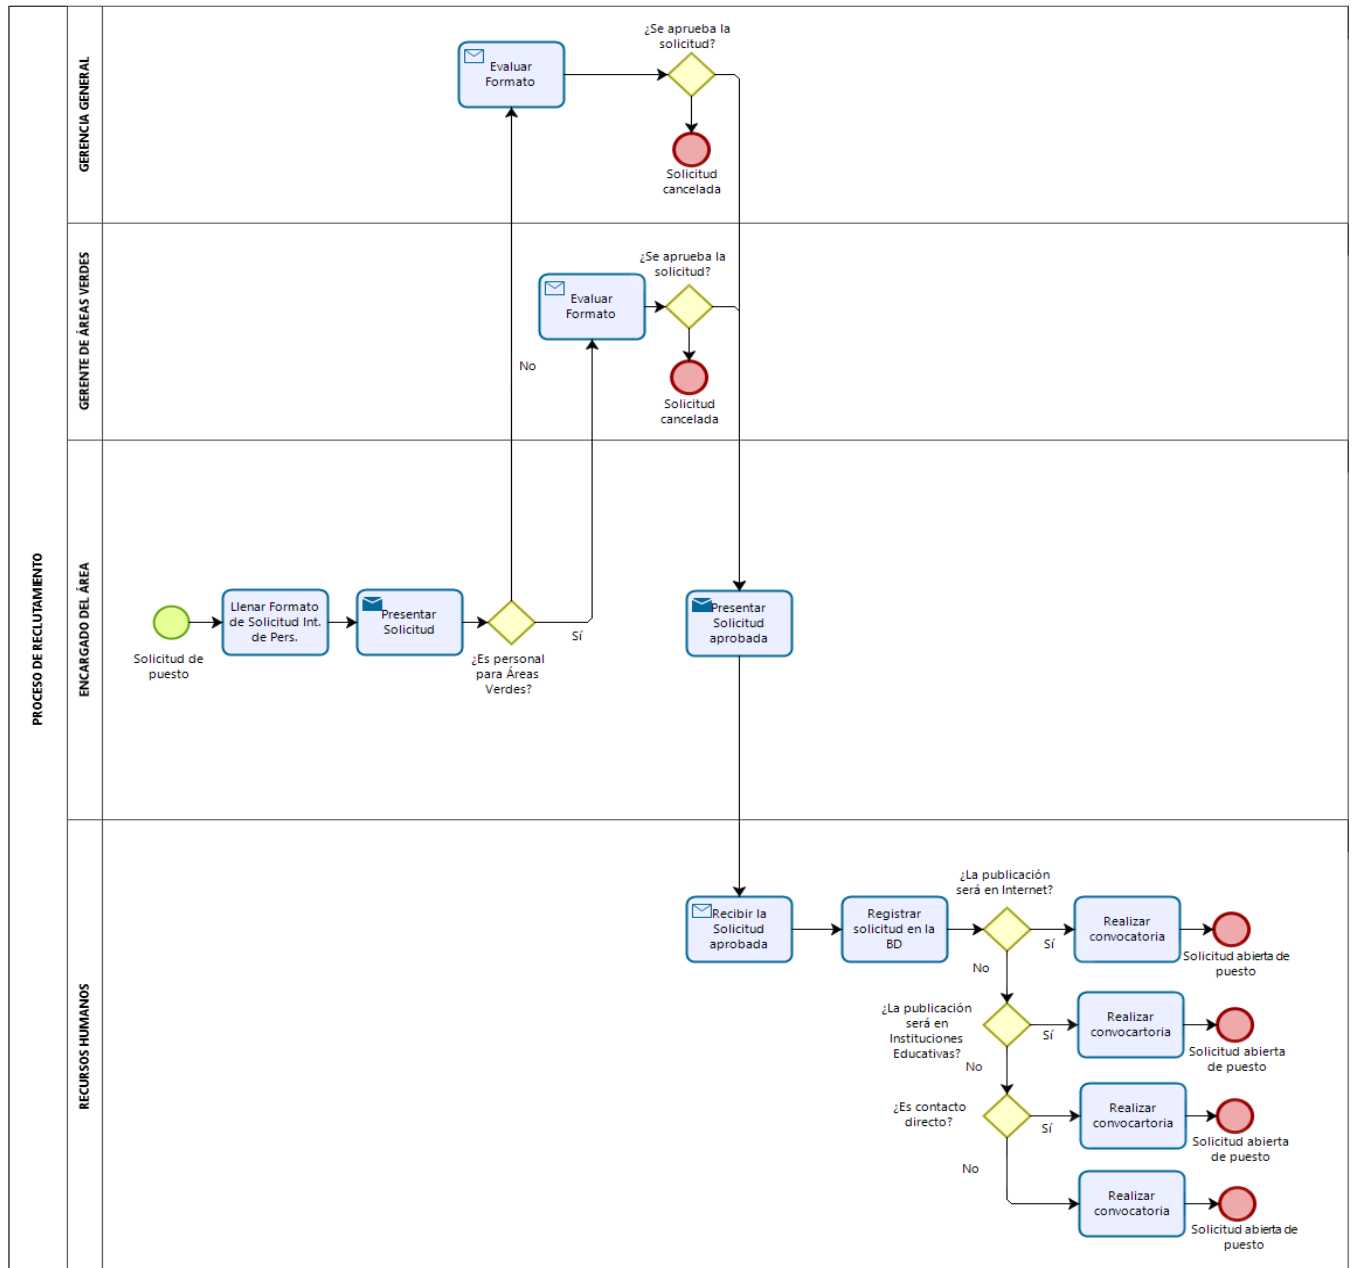 PROCESO DE RECLUTAMIENTO
GERENCIA GENERAL
Evaluar
Formato
¿Se aprueba la
solicitud?
Solicitud
cancelada
GERENTE DE ÁREAS VERDES
Evaluar
Formato
¿Se aprueba la
solicitud?
Solicitud
cancelada
No
ENCARGADO DEL ÁREA
Solicitud de
puesto
Llenar Formato
de Solicitud Int.
de Pers.
Presentar
Solicitud
¿Es personal
para Áreas
Verdes?
Sí
Presentar
Solicitud
aprobada
RECURSOS HUMANOS
Recibir la
Solicitud
aprobada
Registrar
solicitud en la
BD
¿La publicación
será en Internet?
Sí
No
Realizar
convocatoria
Solicitud abierta de
puesto
¿La publicación
será en
Instituciones
Educativas?
Sí
No
Realizar
convocartoria
Solicitud abierta
de puesto
¿Es contacto
directo?
Sí
No
Realizar
convocartoria
Solicitud abierta
de puesto
Realizar
convocatoria
Solicitud abierta de
puesto